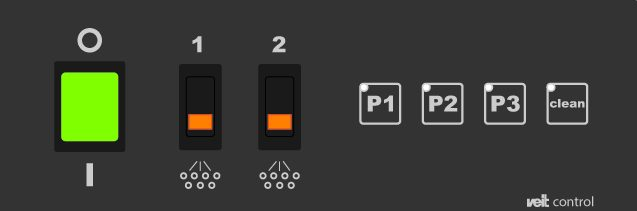 1 2
P1 P2 P3 clean
veit control